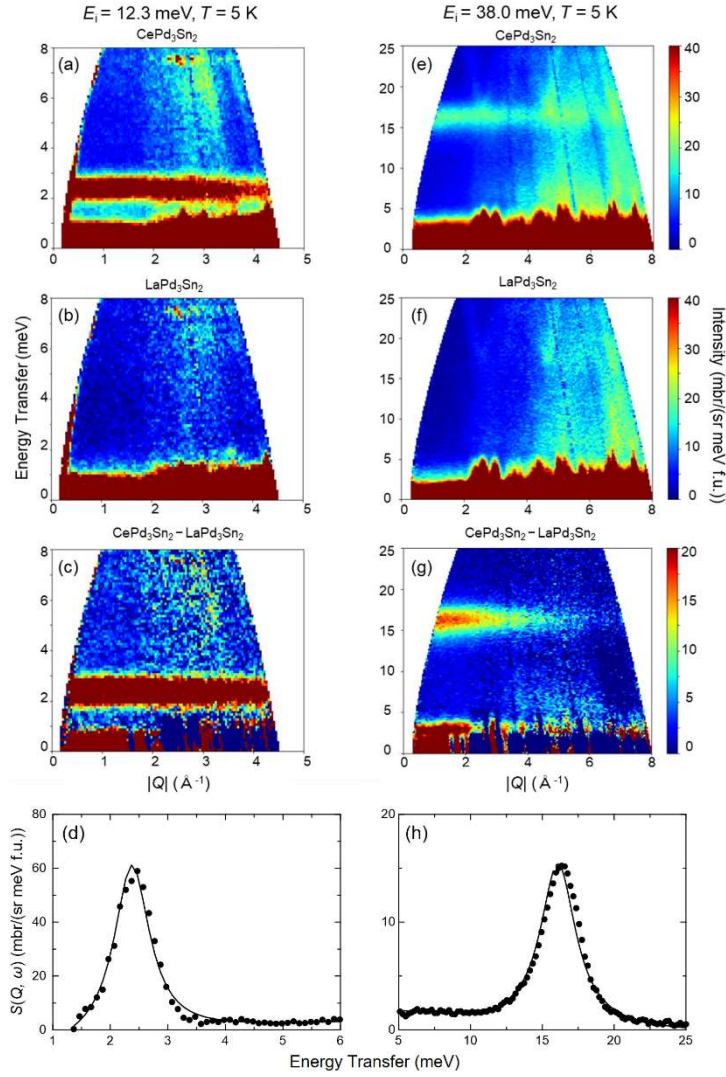 Ei = 12.3 meV, T = 5 K
Ei = 38.0 meV, T = 5 K
CePd3Sn2
CePd3Sn2
(a)
(e)
8
6
4
2
0
0 1 2 3 4 5
25
20
15
10
5
0
0 2 4 6 8
40
30
20
10
0
LaPd3Sn2
LaPd3Sn2
(b)
(f)
8
6
4
2
0
0 1 2 3 4 5
25
20
15
10
5
0
0 2 4 6 8
40
30
20
10
0
Energy Transfer (meV)
Intensity (mbr/(sr meV f.u.))
CePd3Sn2 − LaPd3Sn2
CePd3Sn2 − LaPd3Sn2
(c)
(g)
8
6
4
2
0
0 1 2 3 4 5
|Q| (Å-1)
25
20
15
10
5
0
0 2 4 6 8
|Q| (Å-1)
20
15
10
5
0
(d)
80
60
40
20
0
1 2 3 4 5 6
S(Q, ω) (mbr/(sr meV f.u.))
(h)
20
15
10
5
0
5 10 15 20 25
Energy Transfer (meV)